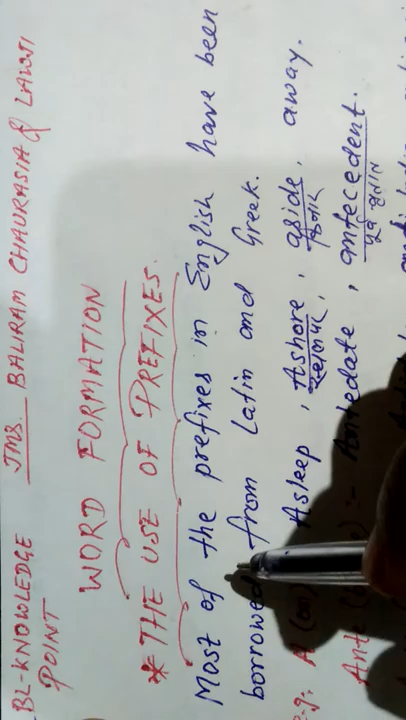 BL-KNOWLEDGE JMS. BALIRAM CHAURASIA &
POINT
WORD FORMATION
* THE USE OF PREFIXES.
Most of the prefixes in English have been
borrowed from Latin and Greek.
e.g: A (on) Asleep, Ashore, aside, away.
किनारे
Ante :- Antedate, antecedent.